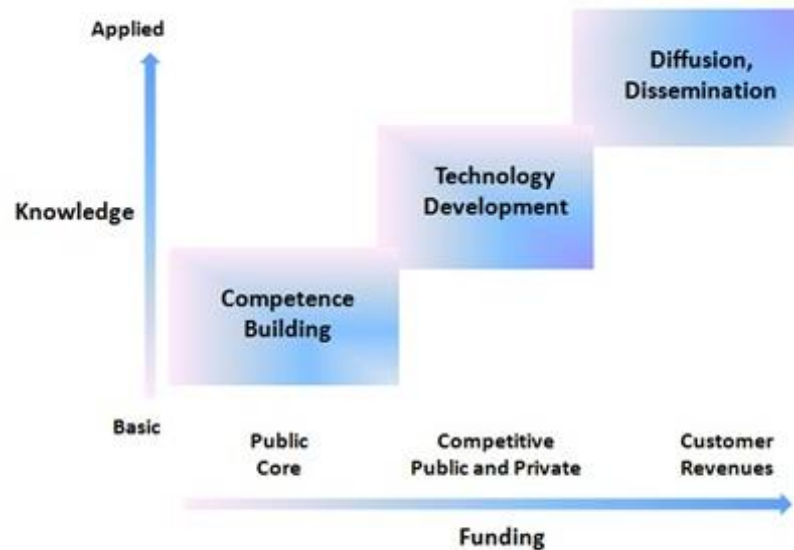 Applied
Diffusion,
Dissemination
Technology
Development
Knowledge
Competence
Building
Basic
Public
Core
Competitive
Public and Private
Customer
Revenues
Funding